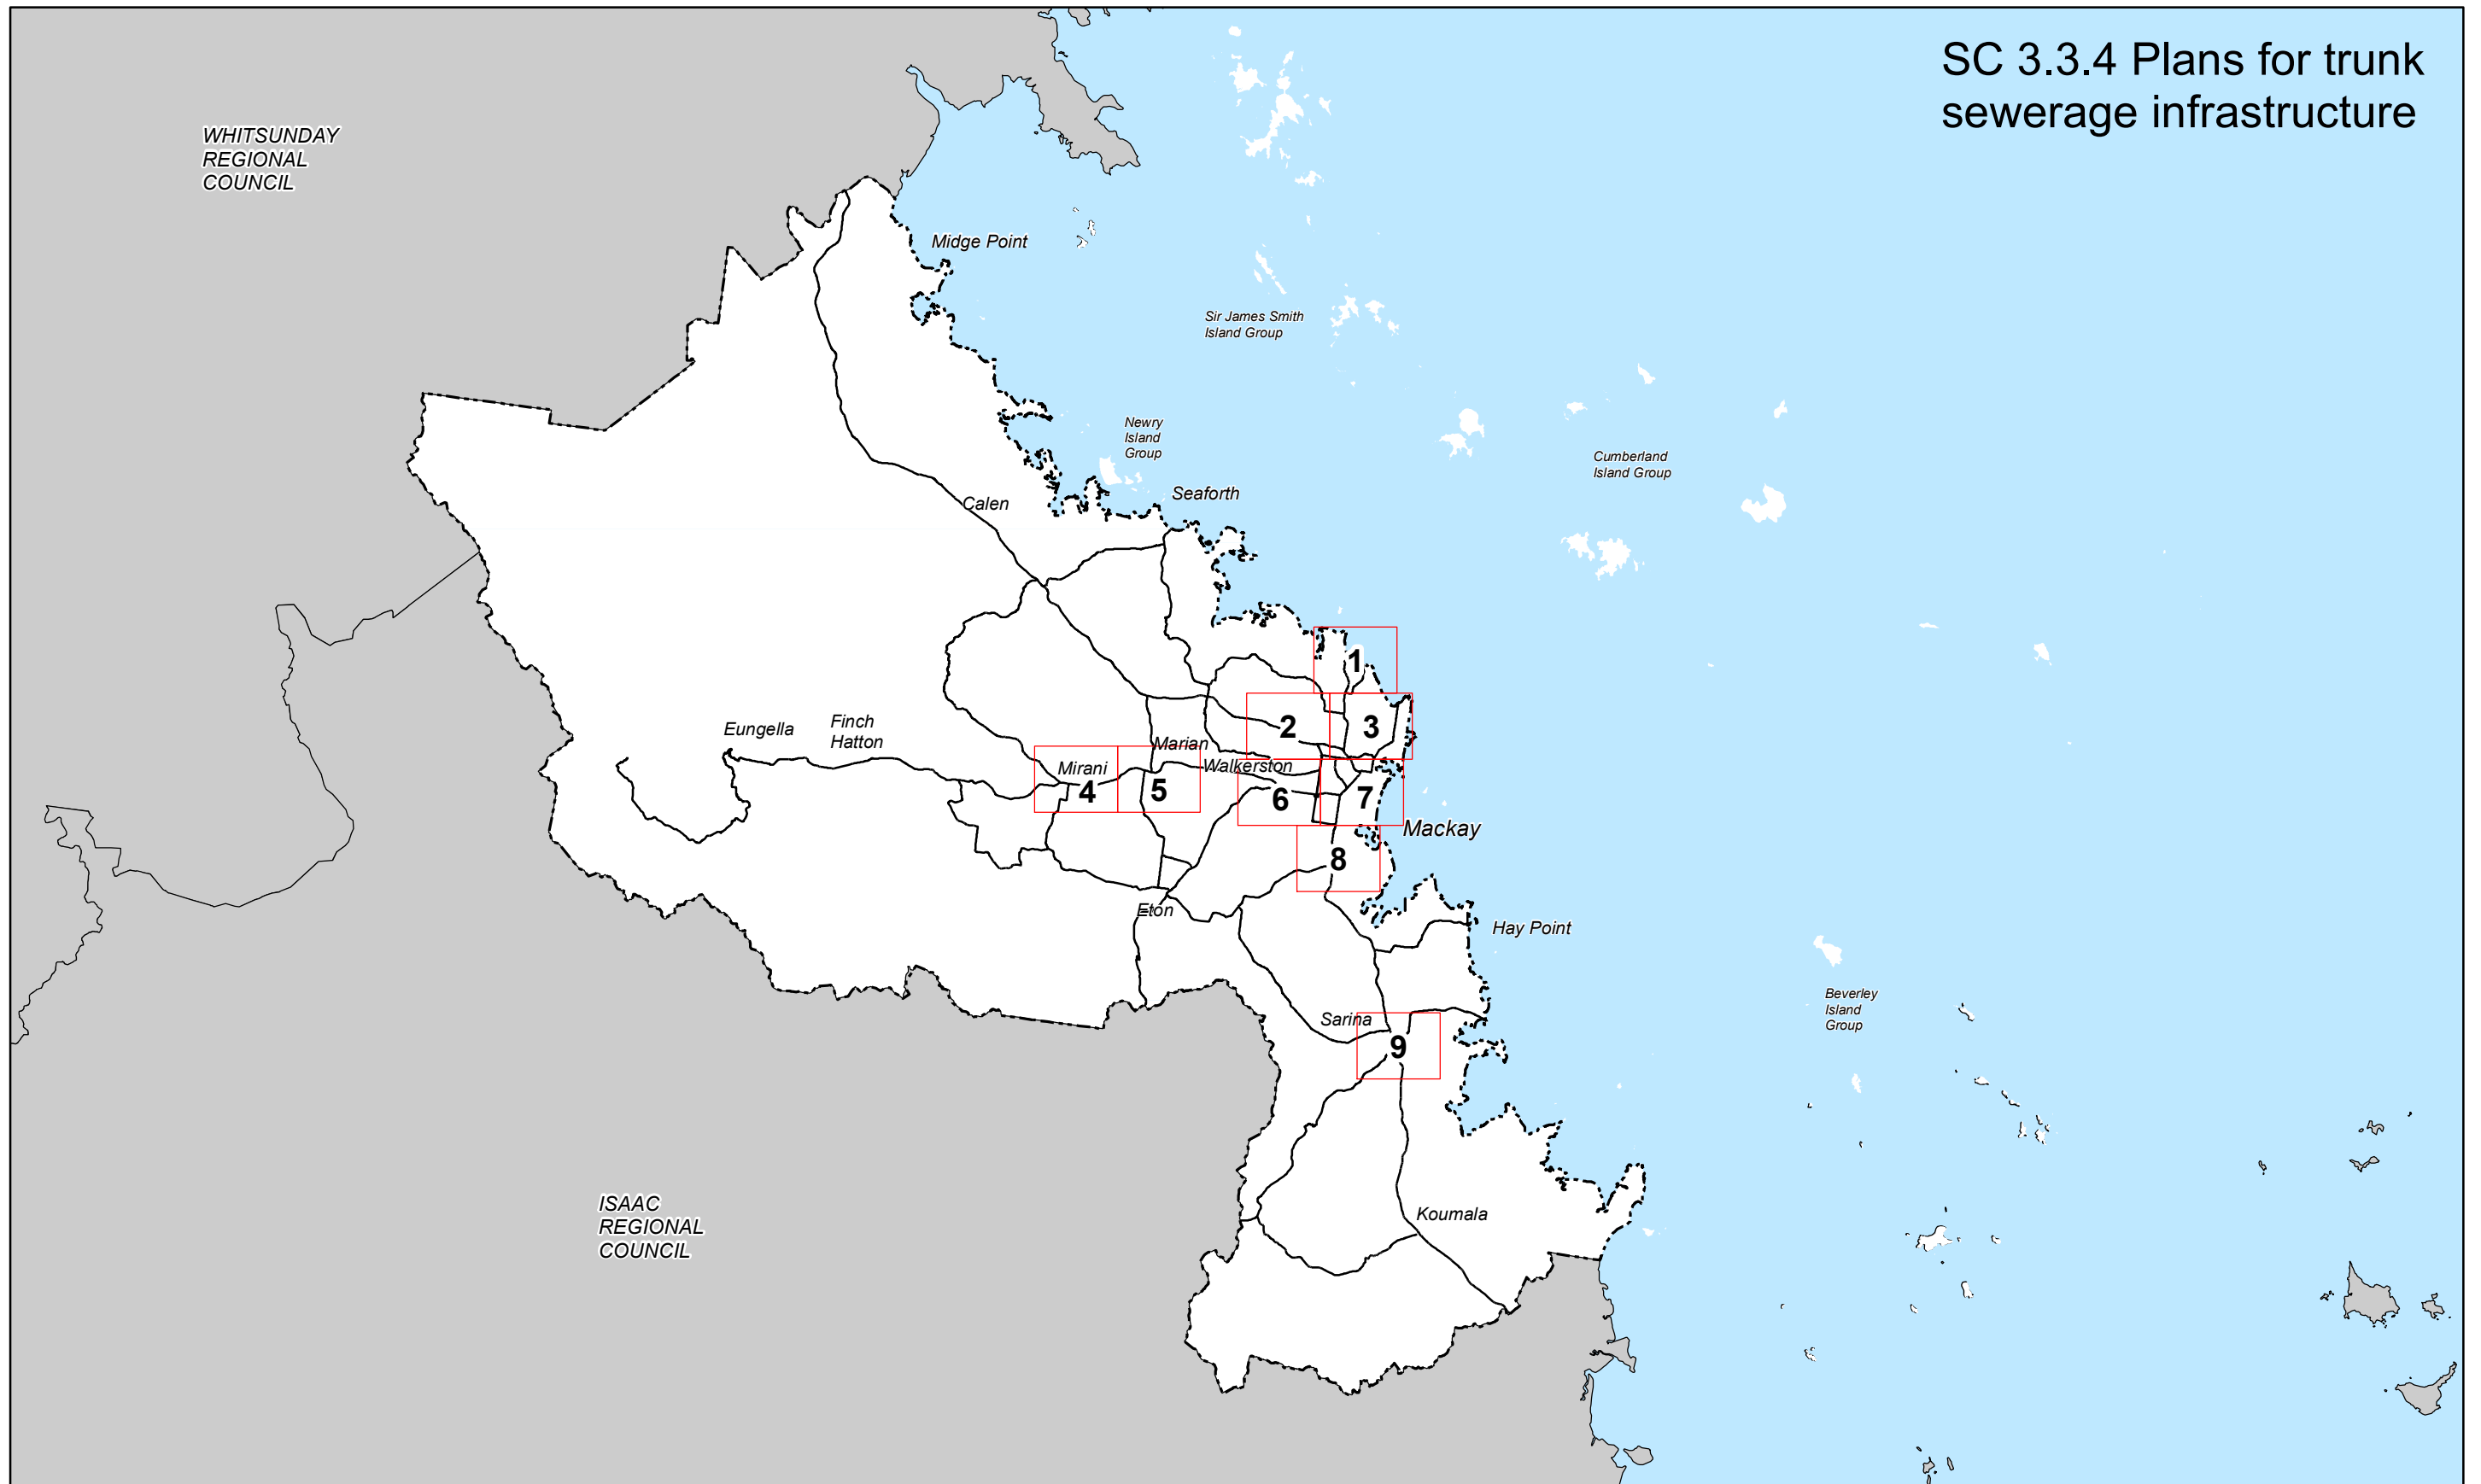 SC 3.3.4 Plans for trunk
sewerage infrastructure
WHITSUNDAY
REGIONAL
COUNCIL
Midge Point
Sir James Smith
Island Group
Newry
Island
Group
Cumberland
Island Group
Seaforth
Calen
1
Eungella
Finch
Hatton
2
3
Marian
Mirani
Walkerston
4
5
6
7
Mackay
8
Eton
Hay Point
Beverley
Island
Group
Sarina
9
ISAAC
REGIONAL
COUNCIL
Koumala